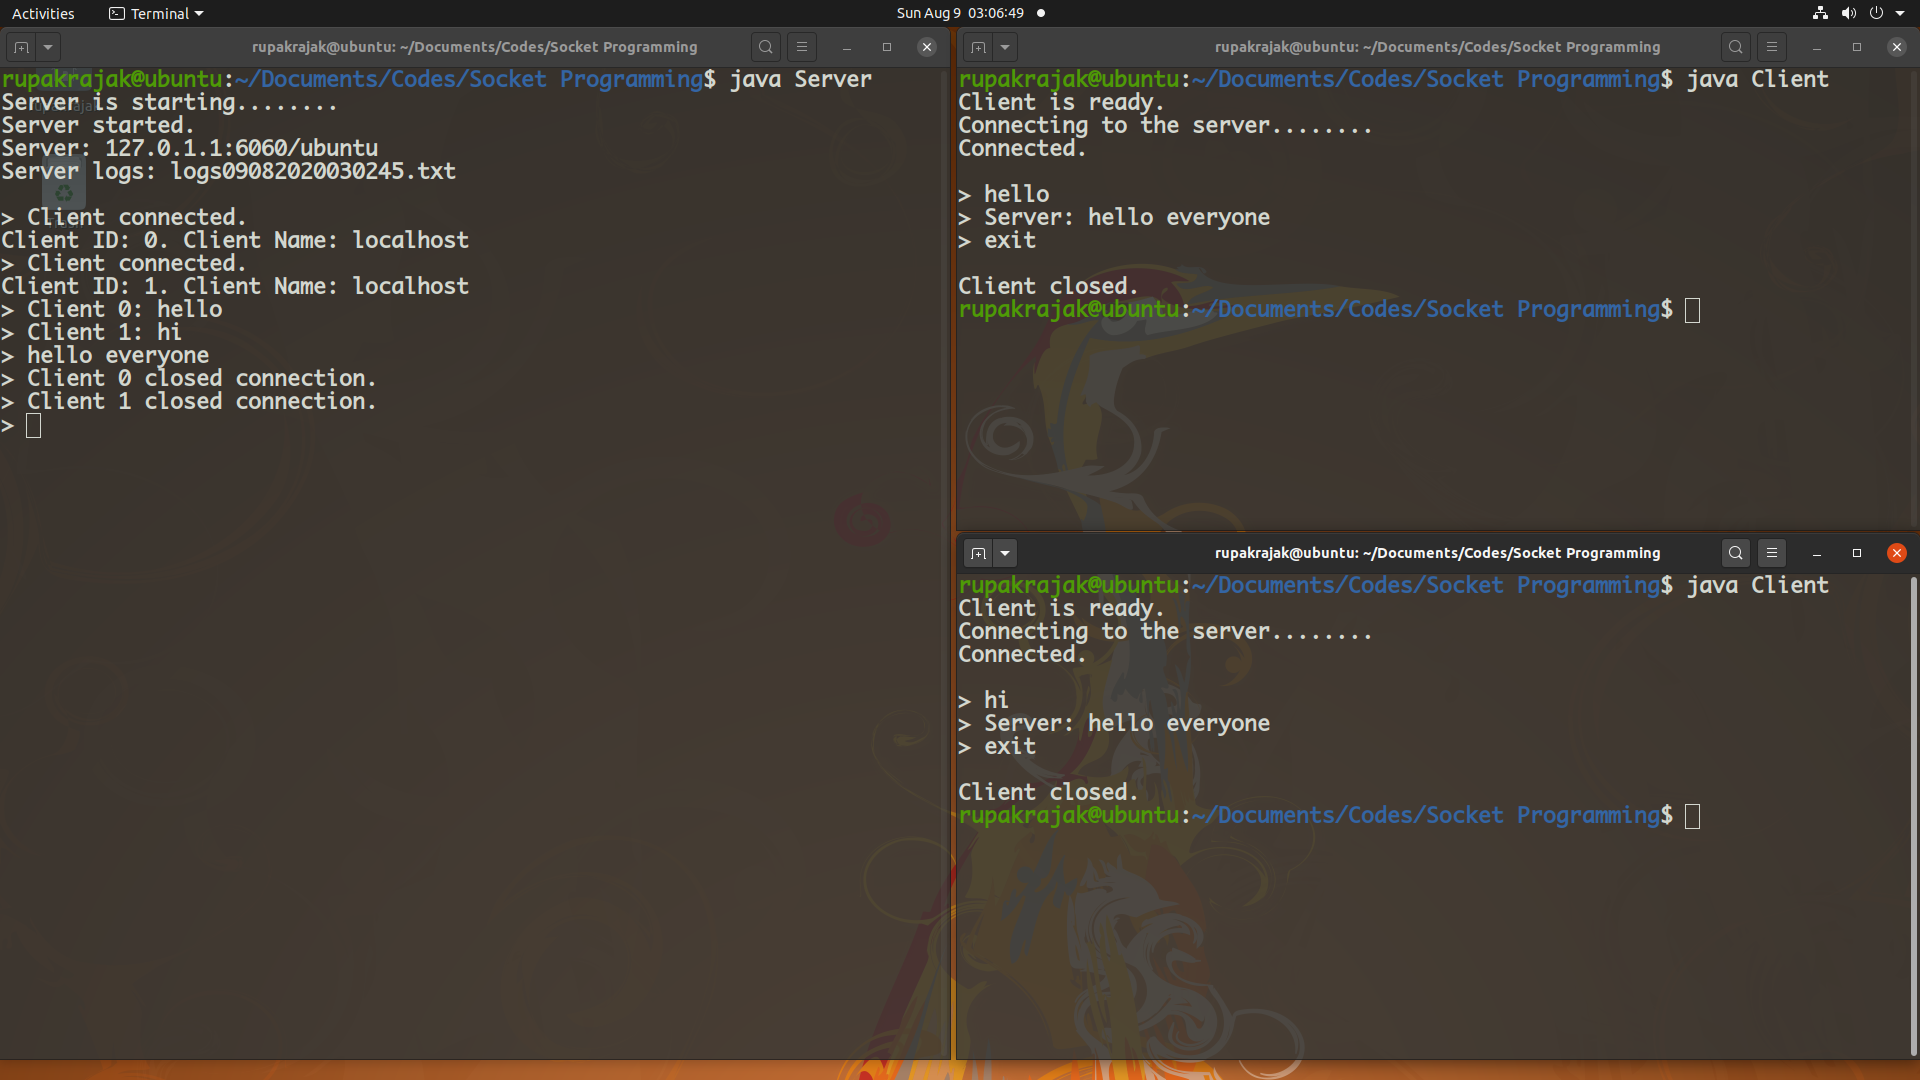 Activities
Terminal
Sun Aug 9 03:06:49
rupakrajak@ubuntu: ~/Documents/Codes/Socket Programming
rupakrajak@ubuntu:~/Documents/Codes/Socket Programming$ java Server
Server is starting........
Server started.
Server: 127.0.1.1:6060/ubuntu
Server logs: logs09082020030245.txt
> Client connected.
Client ID: 0. Client Name: localhost
> Client connected.
Client ID: 1. Client Name: localhost
> Client 0: hello
> Client 1: hi
> hello everyone
> Client 0 closed connection.
> Client 1 closed connection.
>
rupakrajak@ubuntu: ~/Documents/Codes/Socket Programming
rupakrajak@ubuntu:~/Documents/Codes/Socket Programming$ java Client
Client is ready.
Connecting to the server........
Connected.
> hello
> Server: hello everyone
> exit
Client closed.
rupakrajak@ubuntu:~/Documents/Codes/Socket Programming$
rupakrajak@ubuntu: ~/Documents/Codes/Socket Programming
rupakrajak@ubuntu:~/Documents/Codes/Socket Programming$ java Client
Client is ready.
Connecting to the server........
Connected.
> hi
> Server: hello everyone
> exit
Client closed.
rupakrajak@ubuntu:~/Documents/Codes/Socket Programming$